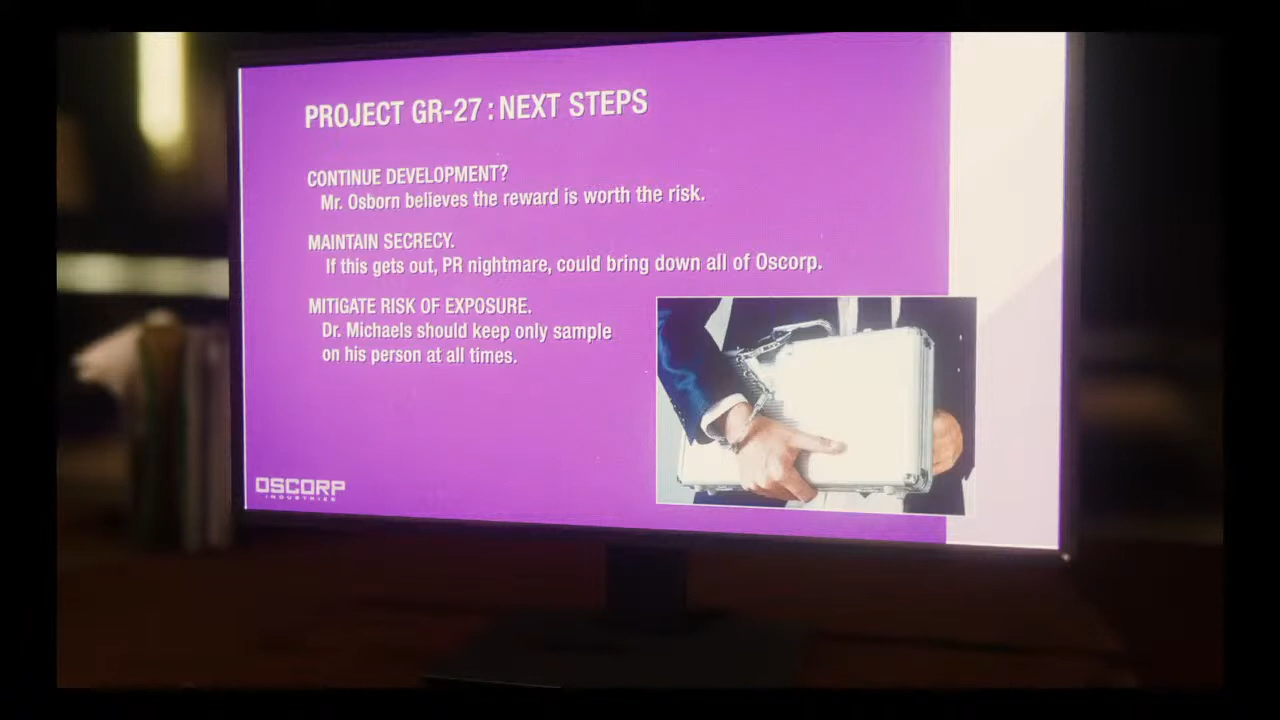 PROJECT GR-27 : NEXT STEPS
CONTINUE DEVELOPMENT?
Mr. Osborn believes the reward is worth the risk.
MAINTAIN SECRECY.
If this gets out, PR nightmare, could bring down all of Oscorp.
MITIGATE RISK OF EXPOSURE.
Dr. Michaels should keep only sample
on his person at all times.
OSCORP
INDUSTRIES